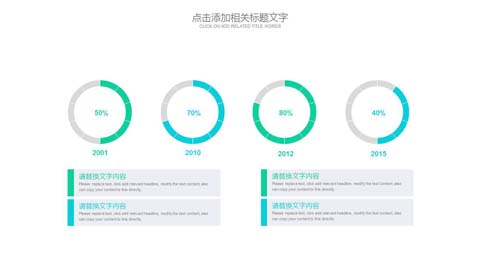 点击添加相关标题文字
CLICK ON ADD RELATED TITLE WORDS
50%
70%
80%
40%
2001
2010
2012
2015
请替换文字内容
Please replace text, click add relevant headline, modify the text content, also
can copy your content to this directly.
请替换文字内容
Please replace text, click add relevant headline, modify the text content, also
can copy your content to this directly.
请替换文字内容
Please replace text, click add relevant headline, modify the text content, also
can copy your content to this directly.
请替换文字内容
Please replace text, click add relevant headline, modify the text content, also
can copy your content to this directly.